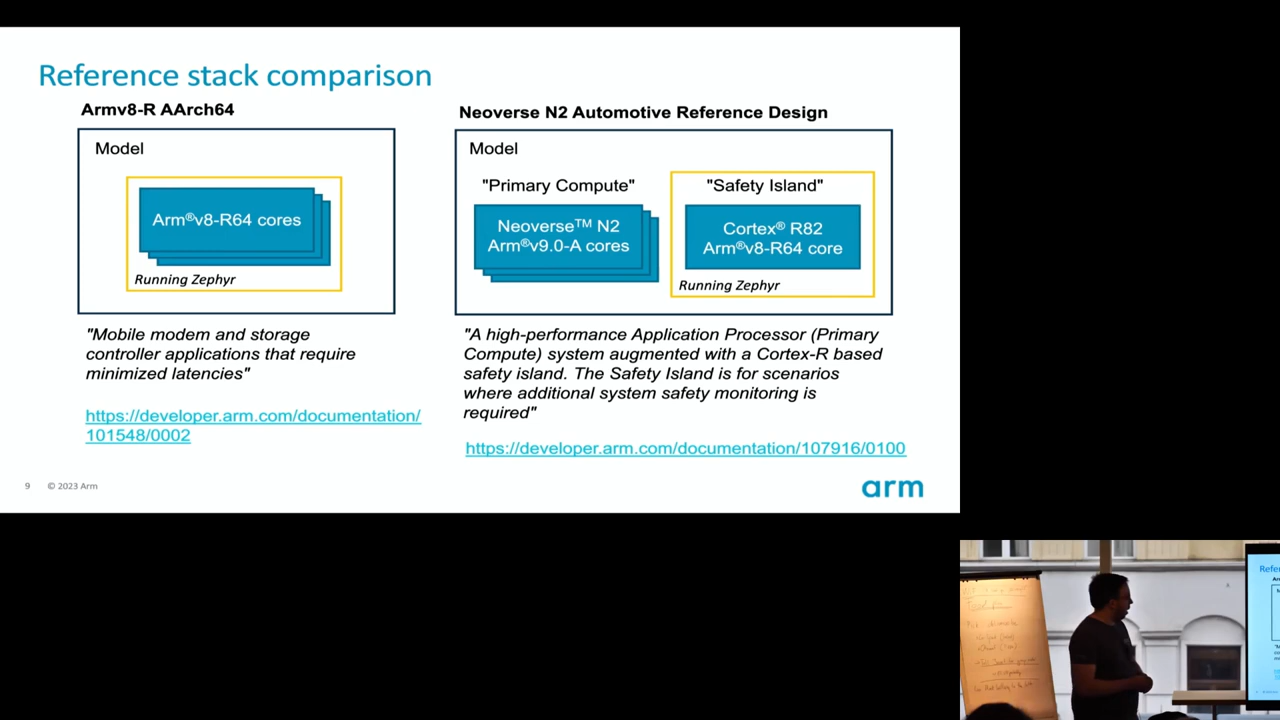 Reference stack comparison
Armv8-R AArch64
Model
Arm®v8-R64 cores
Running Zephyr
"Mobile modem and storage
controller applications that require
minimized latencies"
https://developer.arm.com/documentation/
101548/0002
Neoverse N2 Automotive Reference Design
Model
"Primary Compute"
Neoverse™ N2
Arm®v9.0-A cores
"Safety Island"
Cortex® R82
Arm®v8-R64 core
Running Zephyr
"A high-performance Application Processor (Primary
Compute) system augmented with a Cortex-R based
safety island. The Safety Island is for scenarios
where additional system safety monitoring is
required"
https://developer.arm.com/documentation/107916/0100
9 © 2023 Arm
arm
Refe